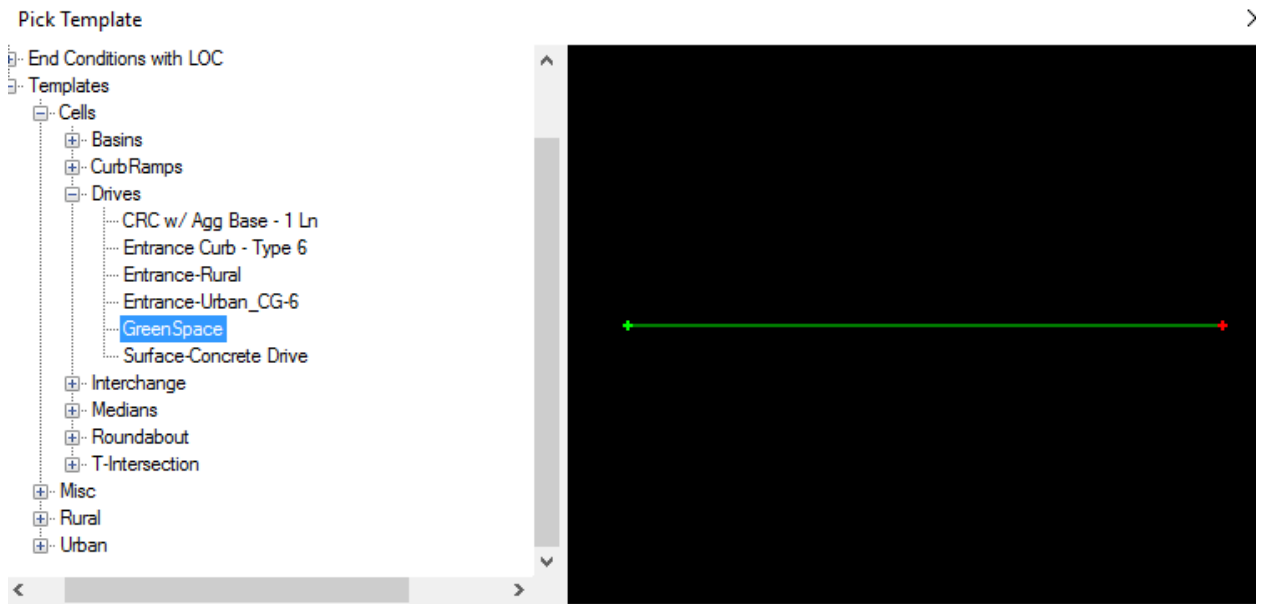 Pick Template
End Conditions with LOC
Templates
Cells
Basins
CurbRamps
Drives
CRC w/ Agg Base - 1 Ln
Entrance Curb - Type 6
Entrance-Rural
Entrance-Urban_CG-6
GreenSpace
Surface-Concrete Drive
Interchange
Medians
Roundabout
T-Intersection
Misc
Rural
Urban